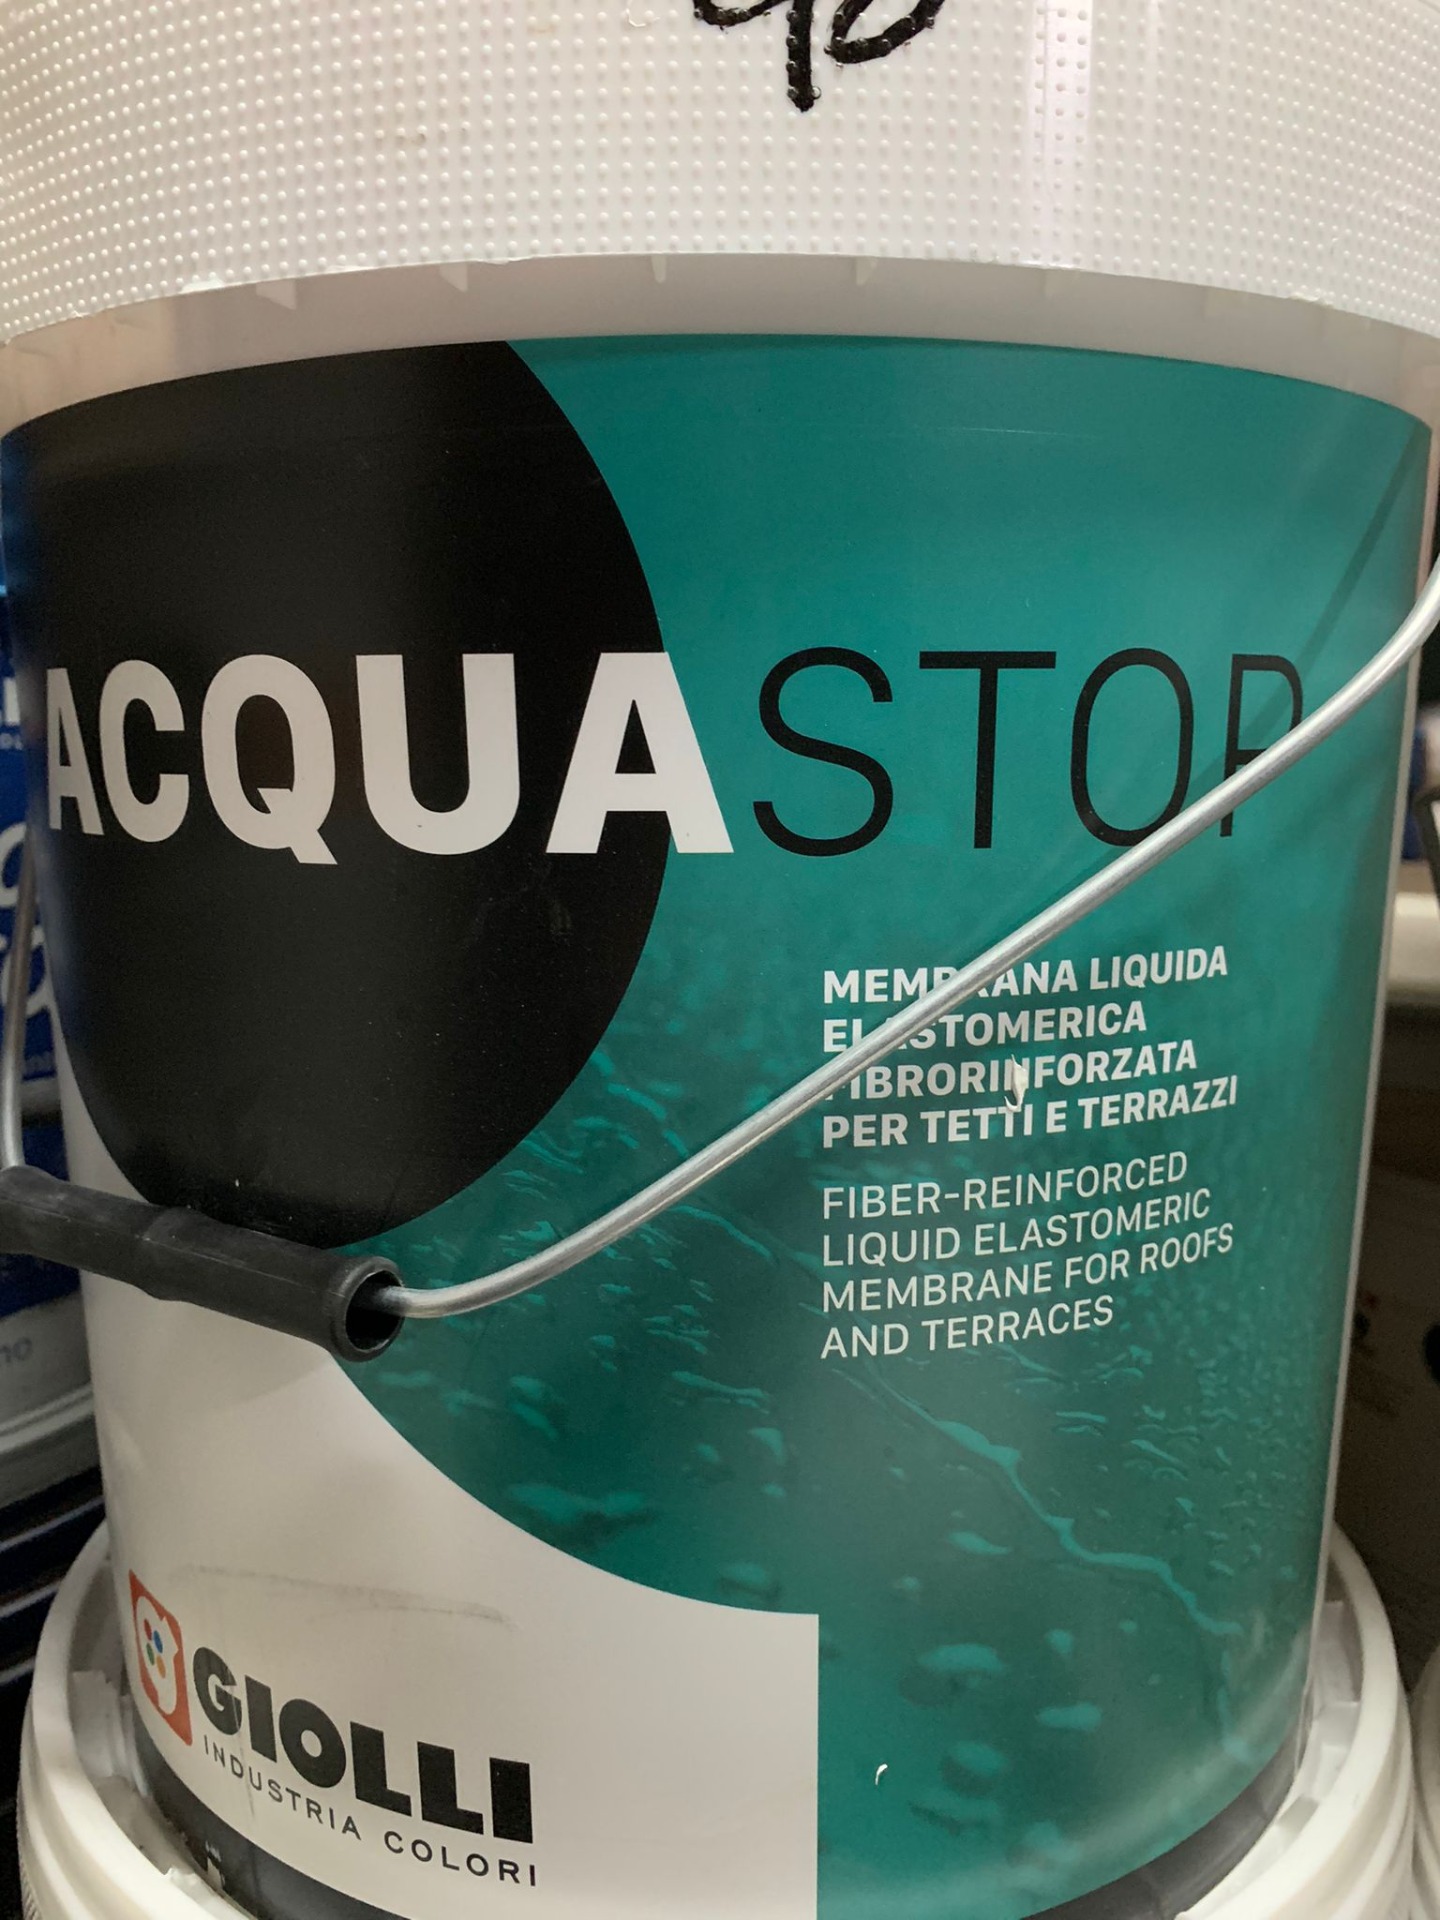 ACQUASTOP
MEMBRANA LIQUIDA
ELASTOMERICA
FIBRORINFORZATA
PER TETTI E TERRAZZI
FIBER-REINFORCED
LIQUID ELASTOMERIC
MEMBRANE FOR ROOFS
AND TERRACES
GIOLLI
INDUSTRIA COLORI